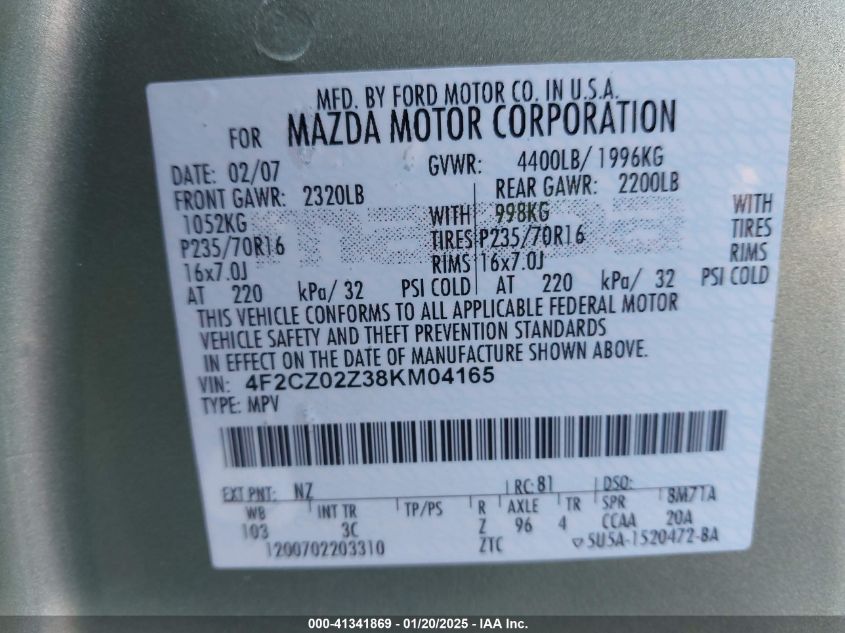 MFD. BY FORD MOTOR CO. IN U.S.A.
FOR MAZDA MOTOR CORPORATION
DATE: 02/07 GVWR: 4400LB/ 1996KG
FRONT GAWR: 2320LB REAR GAWR: 2200LB
1052KG WITH 998KG WITH
P235/70R16 TIRES P235/70R16 TIRES
16x7.0J RIMS 16x7.0J RIMS
AT 220 kPa/ 32 PSI COLD AT 220 kPa/ 32 PSI COLD
THIS VEHICLE CONFORMS TO ALL APPLICABLE FEDERAL MOTOR
VEHICLE SAFETY AND THEFT PREVENTION STANDARDS
IN EFFECT ON THE DATE OF MANUFACTURE SHOWN ABOVE.
VIN: 4F2CZ02Z38KM04165
TYPE: MPV
EXT PNT: NZ RC: 81 DSO:
WB INT TR TP/PS R AXLE TR SPR 8M7TA
103 3C Z 96 4 CCAA 20A
1200702203310 ZTC 5U5A-1520472-BA
000-41341869 - 01/20/2025 - IAA Inc.